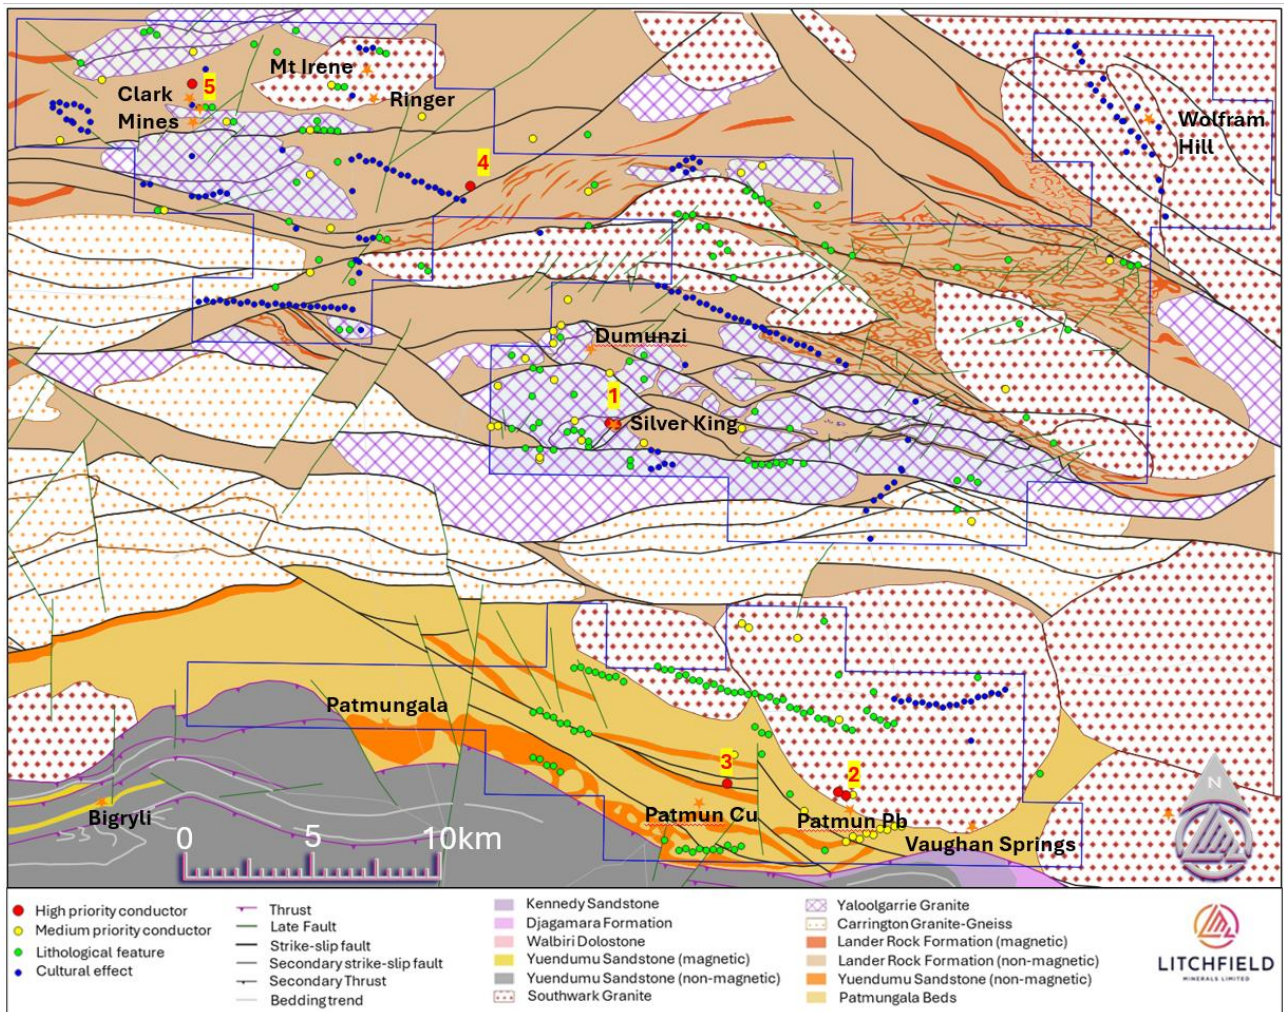 Mt Irene
5
Clark
Mines
Ringer
Wolfram
Hill
4
Dumunzi
1
Silver King
Patmungala
3
2
Bigryli
Patmun Cu
Patmun Pb
Vaughan Springs
0 5 10km
N
High priority conductor
Medium priority conductor
Lithological feature
Cultural effect
Thrust
Late Fault
Strike-slip fault
Secondary strike-slip fault
Secondary Thrust
Bedding trend
Kennedy Sandstone
Djagamara Formation
Walbiri Dolostone
Yuendumu Sandstone (magnetic)
Yuendumu Sandstone (non-magnetic)
Southwark Granite
Yaloolgarrie Granite
Carrington Granite-Gneiss
Lander Rock Formation (magnetic)
Lander Rock Formation (non-magnetic)
Yuendumu Sandstone (non-magnetic)
Patmungala Beds
LITCHFIELD
MINERALS LIMITED